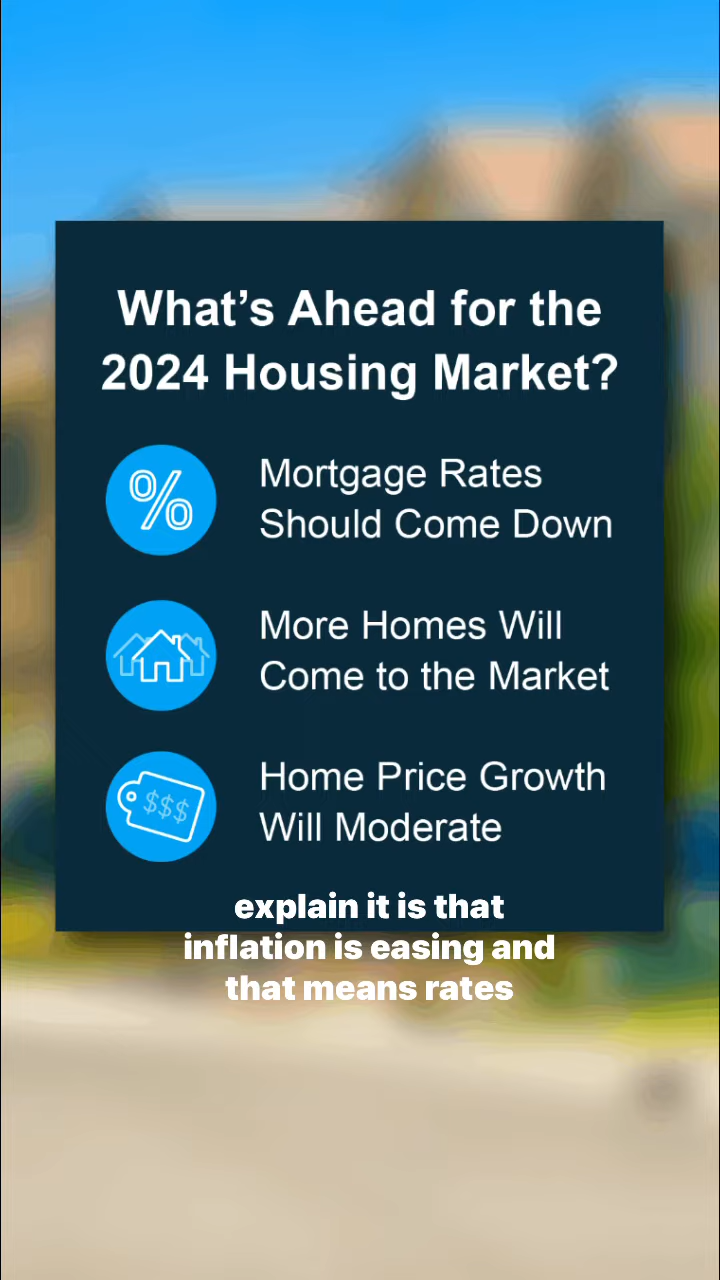 What’s Ahead for the
2024 Housing Market?
%
Mortgage Rates
Should Come Down
More Homes Will
Come to the Market
$$$
Home Price Growth
Will Moderate
explain it is that
inflation is easing and
that means rates